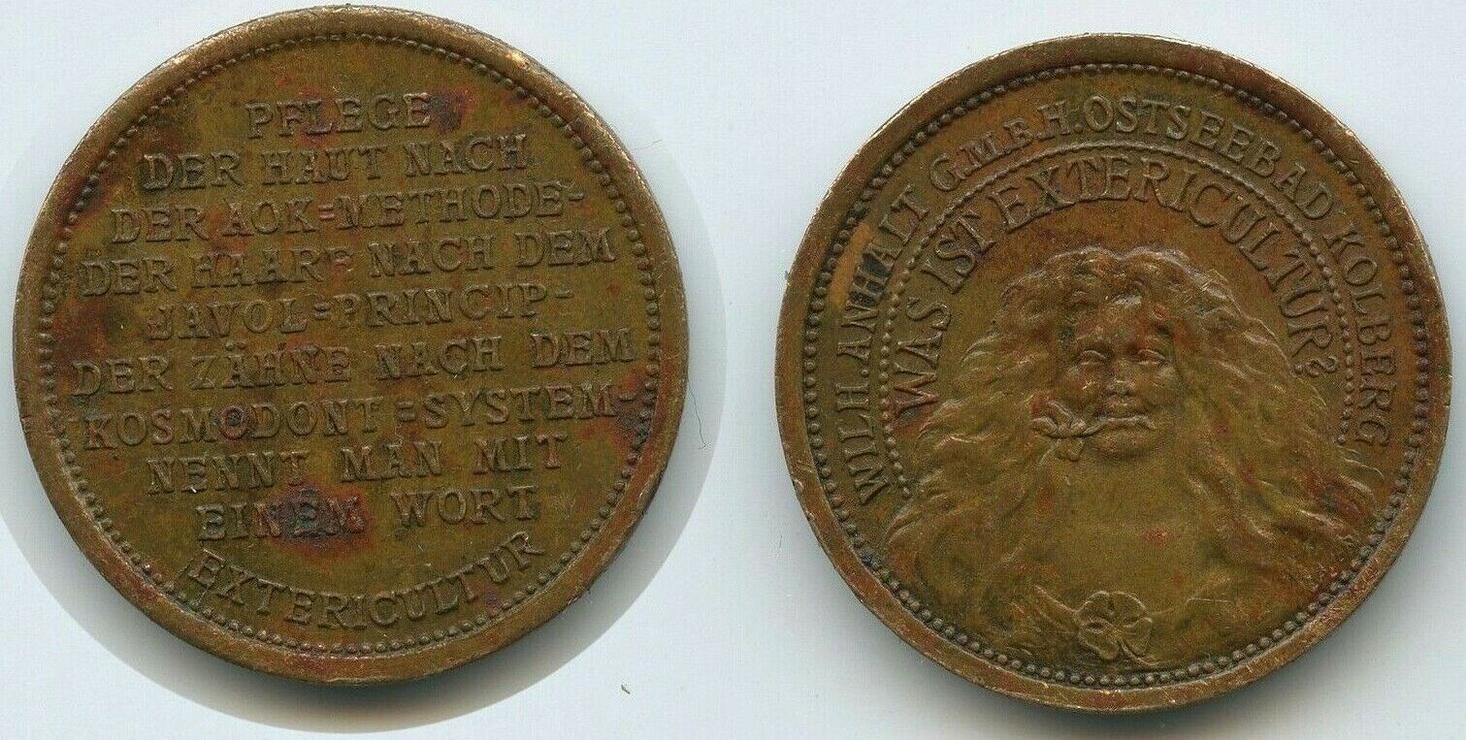 PFLEGE
DER HAUT NACH
DER AOK=METHODE-
DER HAARE NACH DEM
JAVOL=PRINCIP-
DER ZÄHNE NACH DEM
KOSMODONT=SYSTEM-
NENNT MAN MIT
EINEM WORT
EXTERICULTUR
WILH. ANHALT G.M.B.H. OSTSEEBAD KOLBERG
WAS IST EXTERICULTUR?